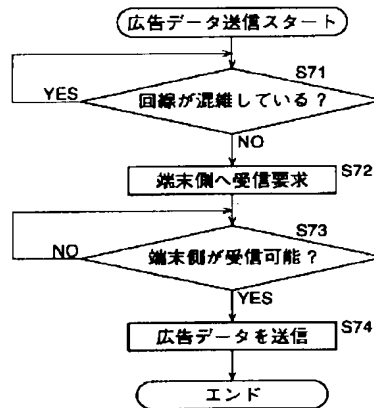 広告データ送信スタート
S71
回線が混雑している？
YES
NO
S72
端末側へ受信要求
S73
端末側が受信可能？
NO
YES
S74
広告データを送信
エンド